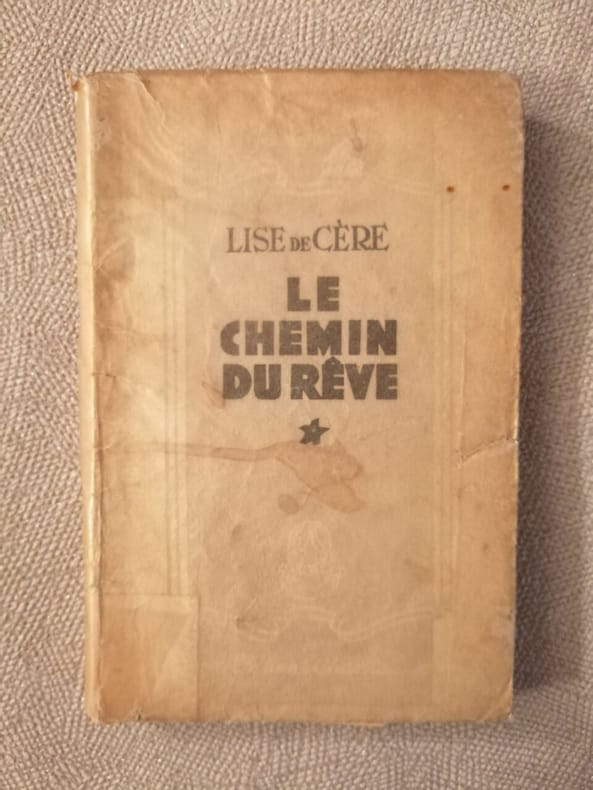 LISE DE CÈRE
LE
CHEMIN
DU RÊVE